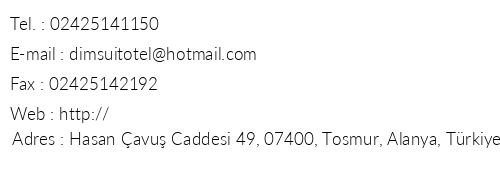 Tel. : 02425141150
E-mail : dimsuitotel@hotmail.com
Fax : 02425142192
Web : http://
Adres : Hasan Çavuş Caddesi 49, 07400, Tosmur, Alanya, Türkiye